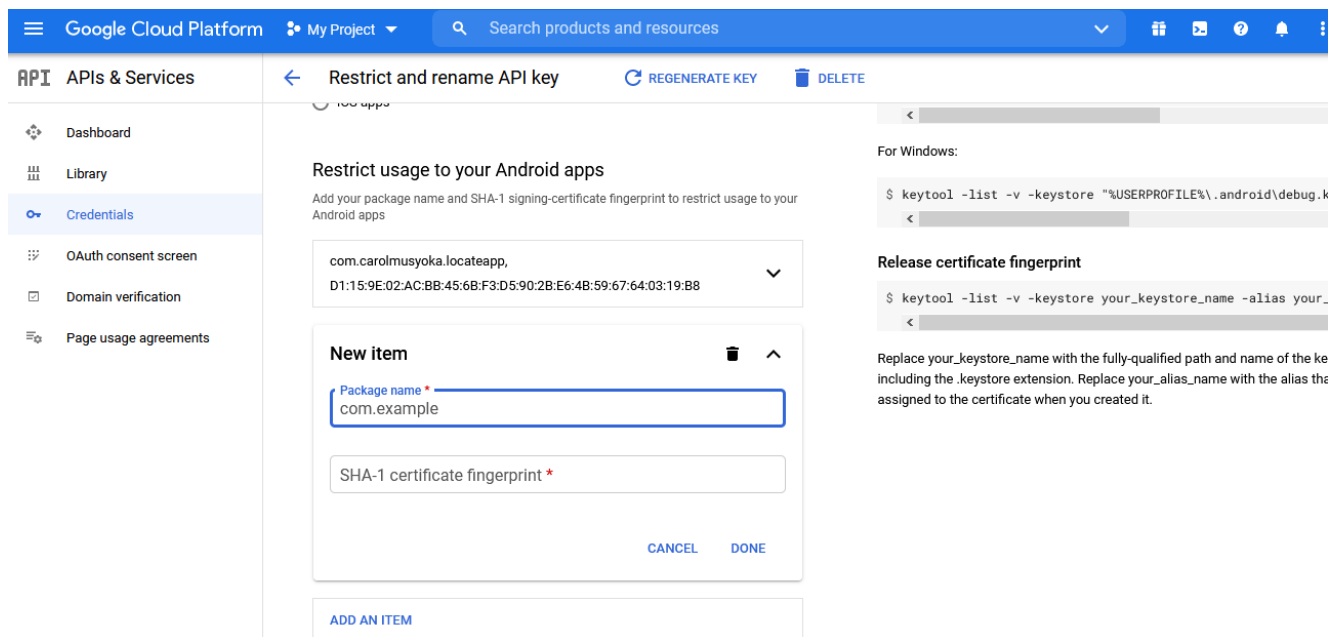 Google Cloud Platform
My Project
Search products and resources
API
APIs & Services
Restrict and rename API key
REGENERATE KEY
DELETE
Dashboard
Library
Credentials
OAuth consent screen
Domain verification
Page usage agreements
iOS apps
Restrict usage to your Android apps
Add your package name and SHA-1 signing-certificate fingerprint to restrict usage to your
Android apps
com.carolmusyoka.locateapp,
D1:15:9E:02:AC:BB:45:6B:F3:D5:90:2B:E6:4B:59:67:64:03:19:B8
New item
Package name *
com.example
SHA-1 certificate fingerprint *
CANCEL
DONE
ADD AN ITEM
For Windows:
$ keytool -list -v -keystore "%USERPROFILE%\.android\debug.k
Release certificate fingerprint
$ keytool -list -v -keystore your_keystore_name -alias your_
Replace your_keystore_name with the fully-qualified path and name of the ke
including the .keystore extension. Replace your_alias_name with the alias tha
assigned to the certificate when you created it.